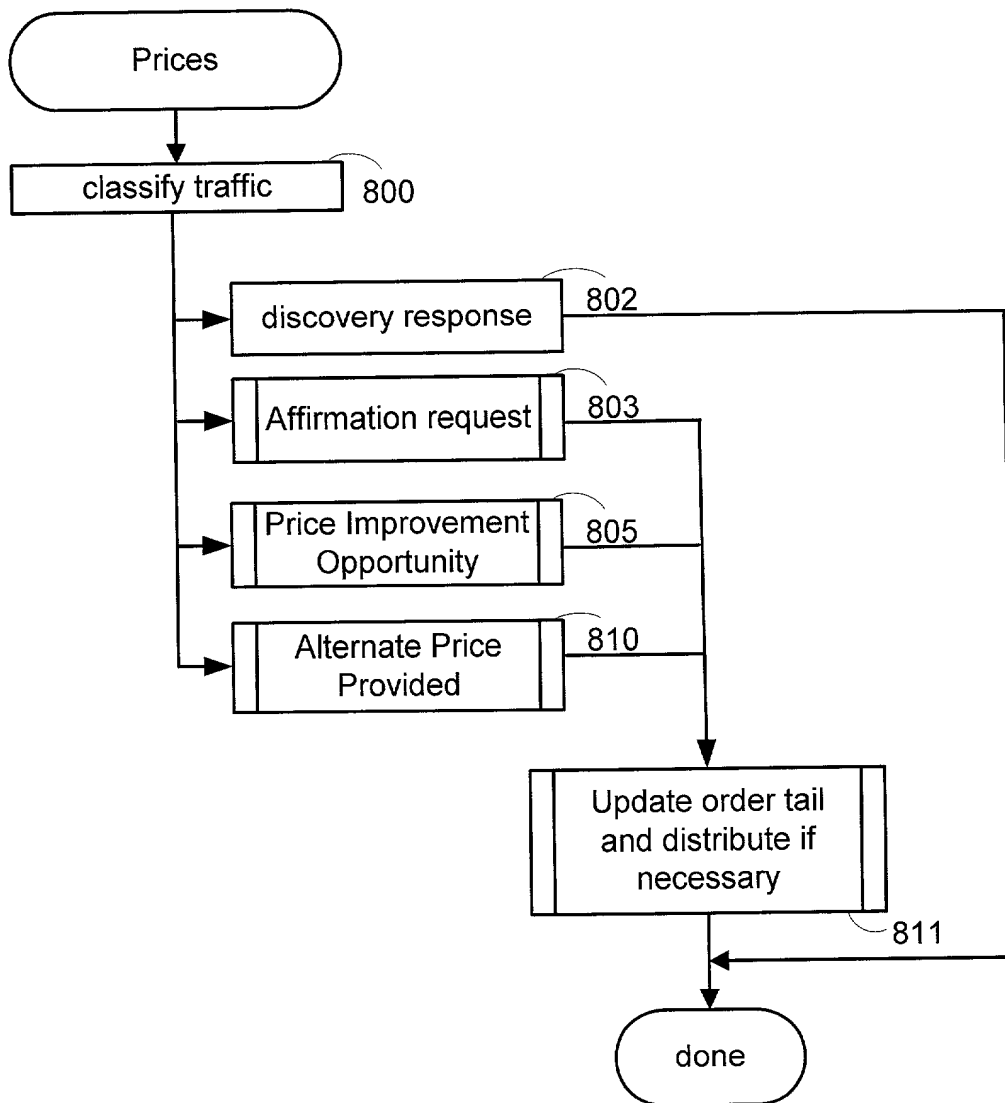 Prices
classify traffic
800
discovery response
802
Affirmation request
803
Price Improvement
Opportunity
805
Alternate Price
Provided
810
Update order tail
and distribute if
necessary
811
done